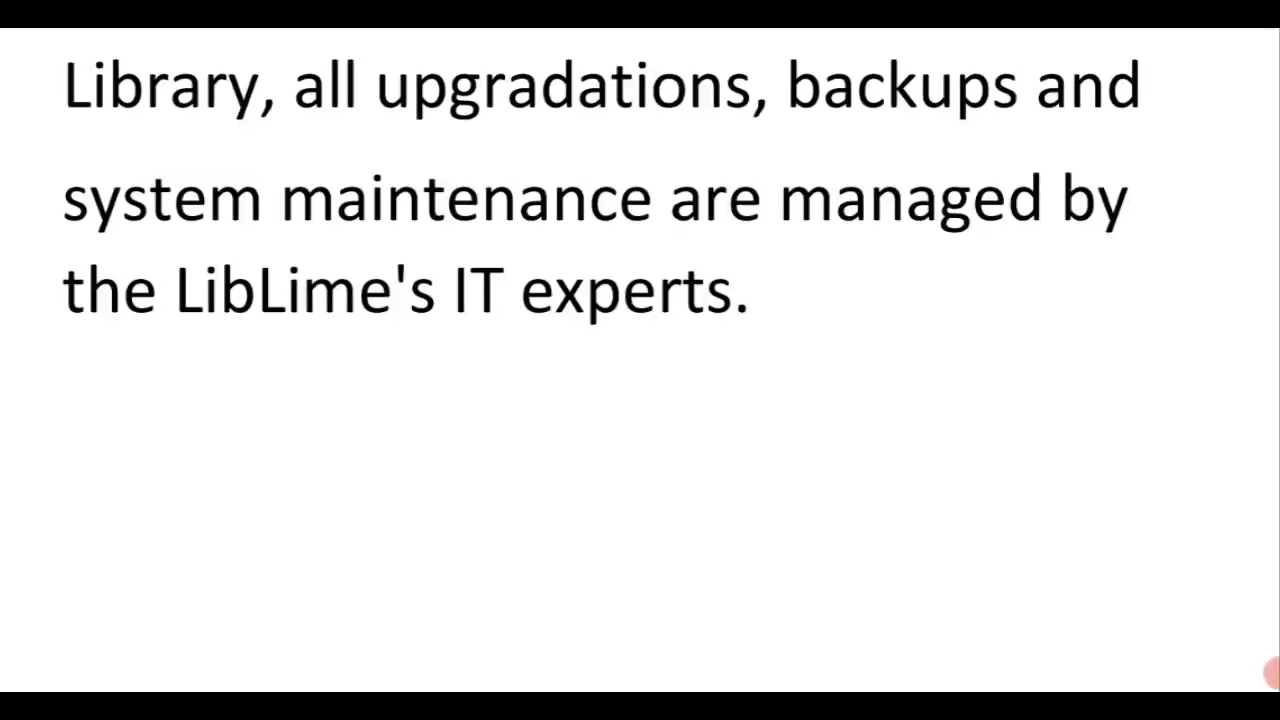 Library, all upgradations, backups and
system maintenance are managed by
the LibLime's IT experts.